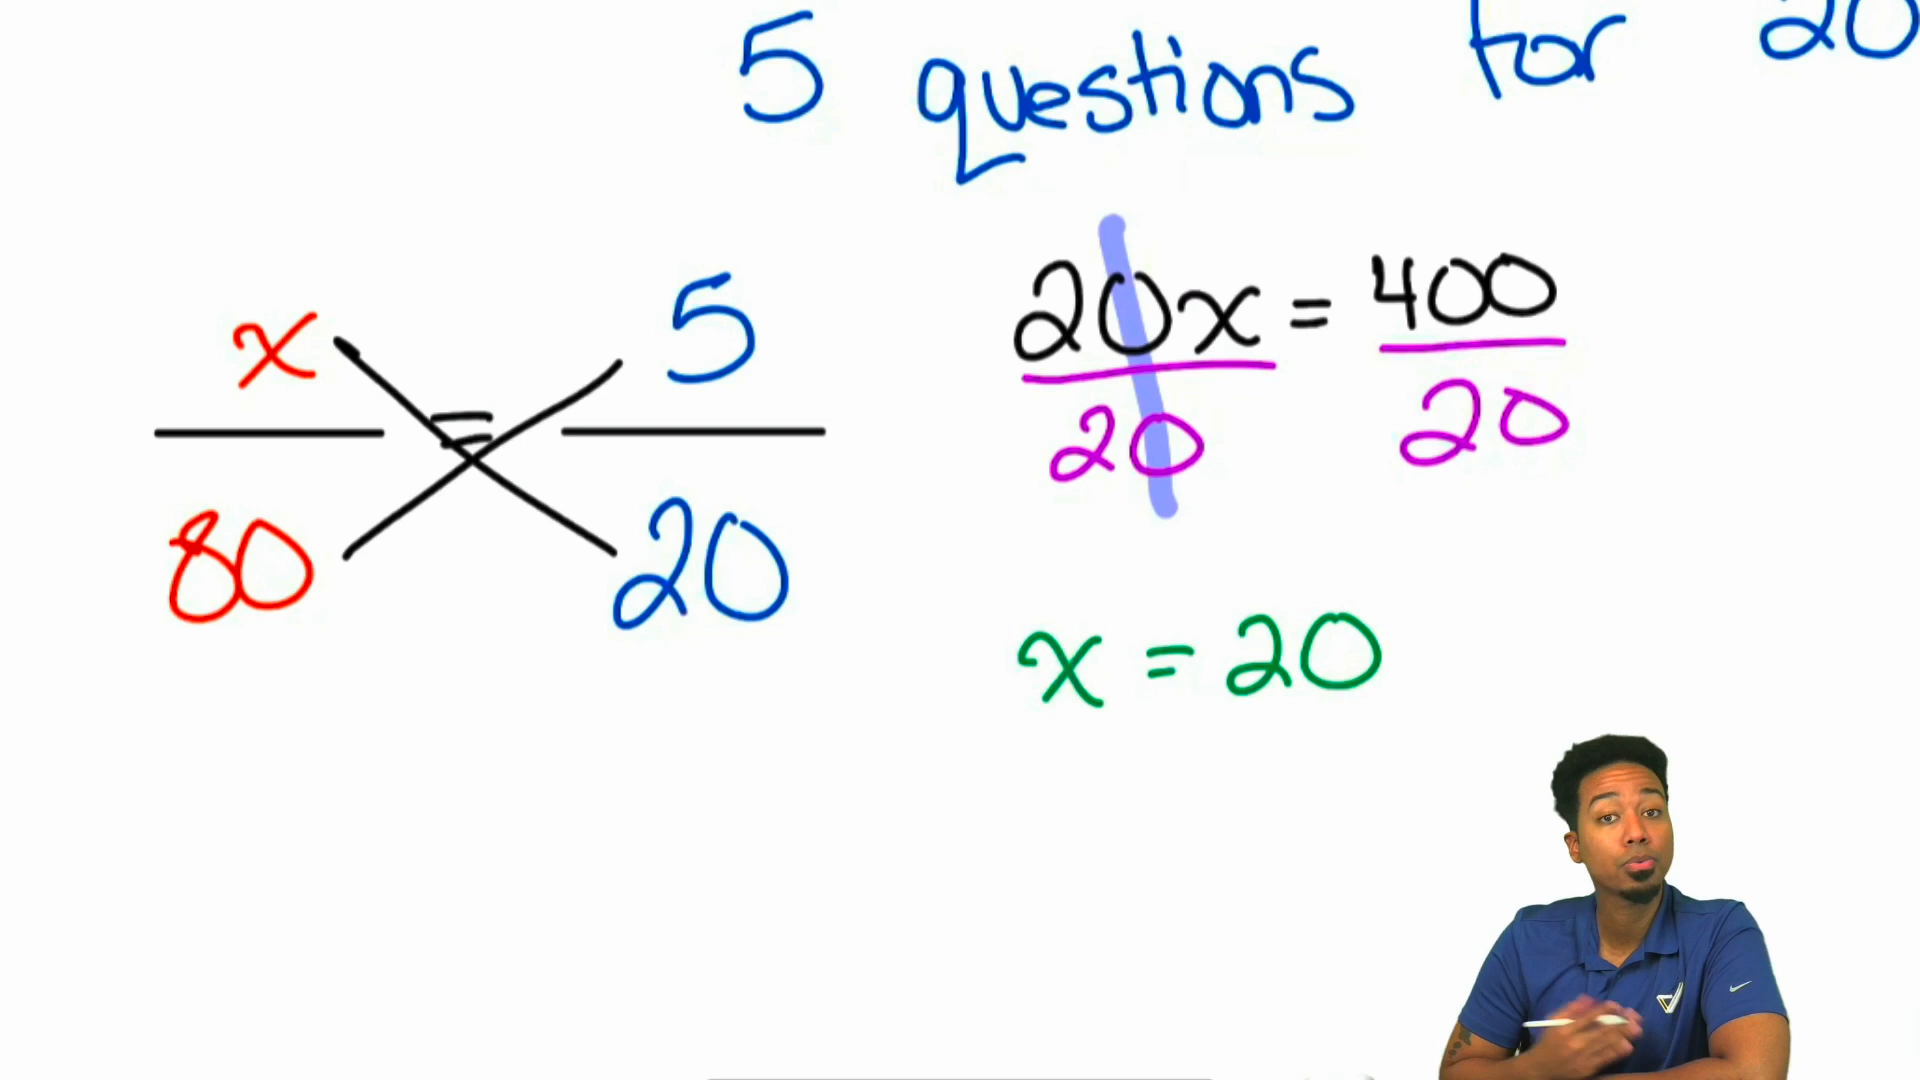 5 questions for 20
x 5
=
80 20
20x = 400
20 20
x = 20